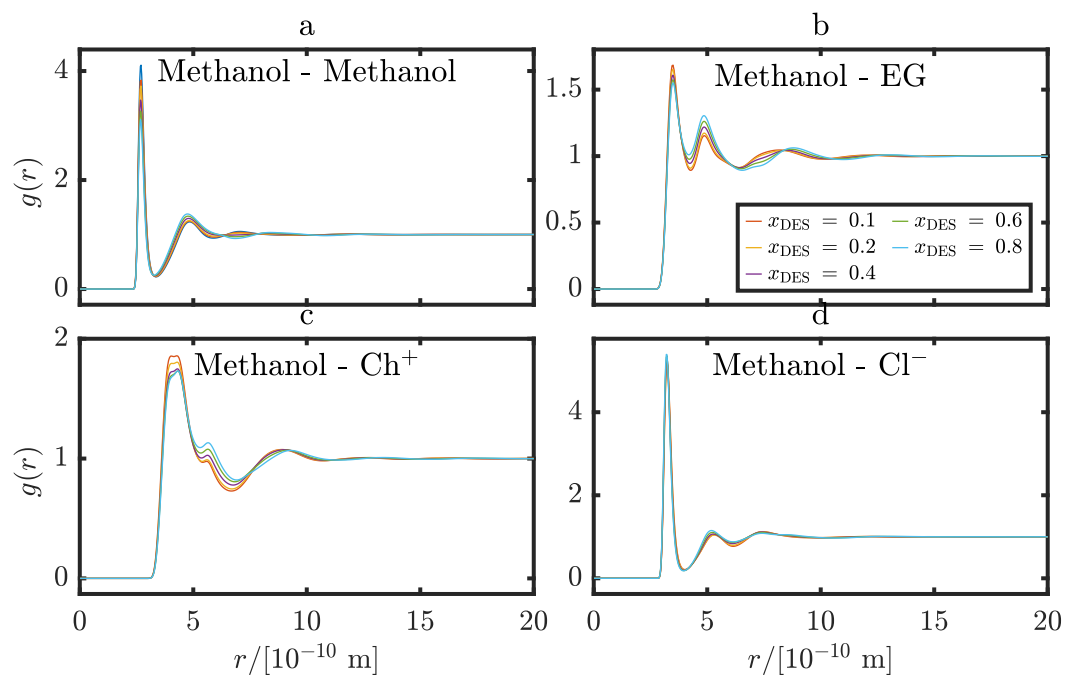 a
Methanol - Methanol
g(r)
4
2
0
b
Methanol - EG
1.5
1
0.5
0
x_DES = 0.1
x_DES = 0.6
x_DES = 0.2
x_DES = 0.8
x_DES = 0.4
c
Methanol - Ch⁺
g(r)
2
1
0
0 5 10 15 20
r/[10⁻¹⁰ m]
d
Methanol - Cl⁻
4
2
0
0 5 10 15 20
r/[10⁻¹⁰ m]